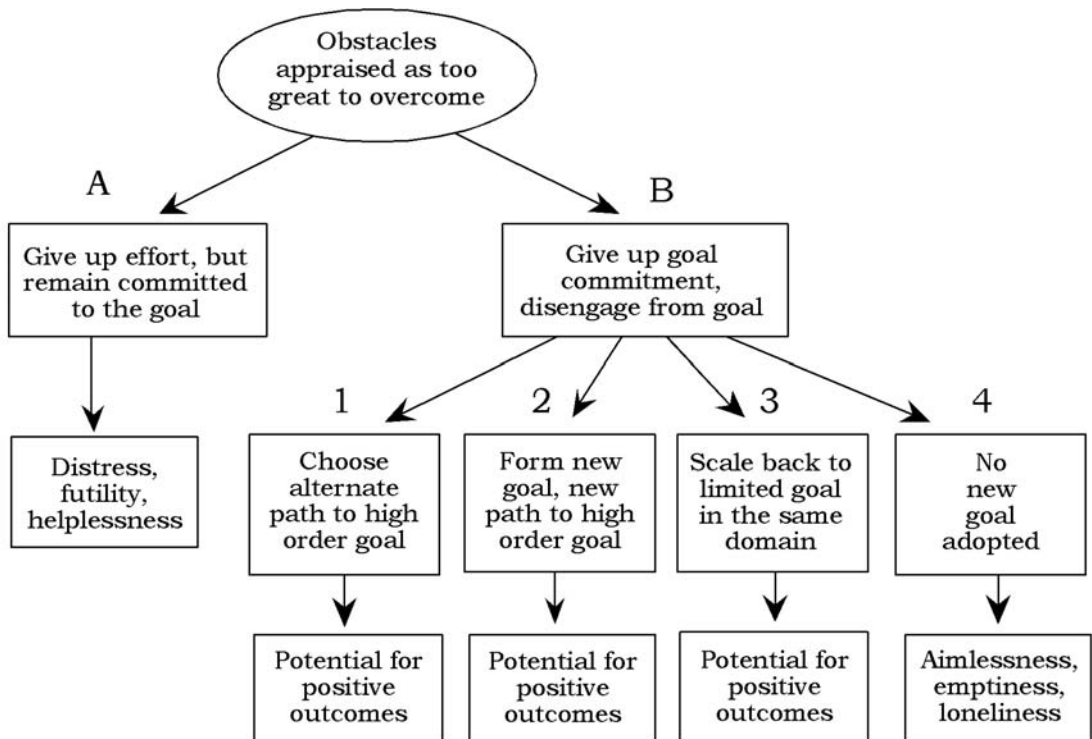 Obstacles
appraised as too
great to overcome
A
B
Give up effort, but
remain committed
to the goal
Give up goal
commitment,
disengage from goal
1
2
3
4
Distress,
futility,
helplessness
Choose
alternate
path to high
order goal
Form new
goal, new
path to high
order goal
Scale back to
limited goal
in the same
domain
No
new
goal
adopted
Potential for
positive
outcomes
Potential for
positive
outcomes
Potential for
positive
outcomes
Aimlessness,
emptiness,
loneliness